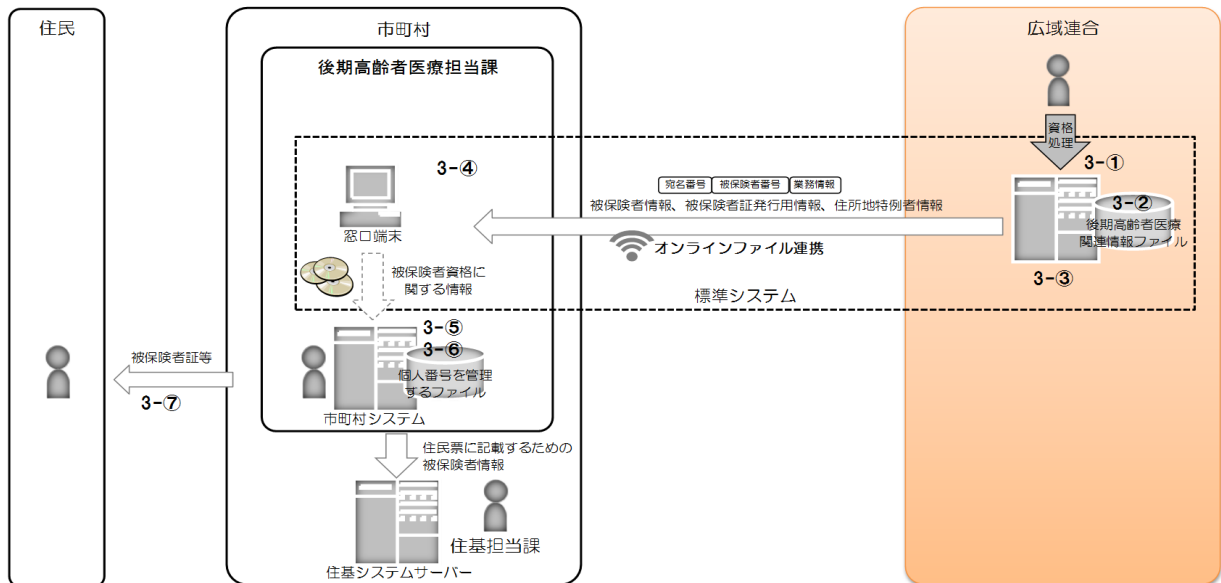 住民
市町村
広域連合
後期高齢者医療担当課
資格
処理
3-①
3-④
宛名番号 被保険者番号 業務情報
3-②
被保険者情報、被保険者証発行用情報、住所地特例者情報
後期高齢者医療
関連情報ファイル
窓口端末
オンラインファイル連携
被保険者資格に
関する情報
3-③
標準システム
3-⑤
3-⑥
被保険者証等
個人番号を管理
するファイル
3-⑦
市町村システム
住民票に記載するための
被保険者情報
住基担当課
住基システムサーバー